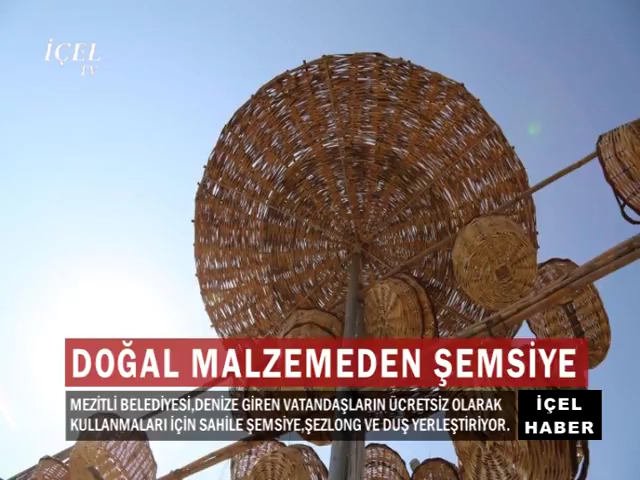 İÇEL
TV
DOĞAL MALZEMEDEN ŞEMSİYE
MEZİTLİ BELEDİYESİ,DENİZE GİREN VATANDAŞLARIN ÜCRETSİZ OLARAK
KULLANMALARI İÇİN SAHİLE ŞEMSİYE,ŞEZLONG VE DUŞ YERLEŞTİRİYOR.
İÇEL
HABER